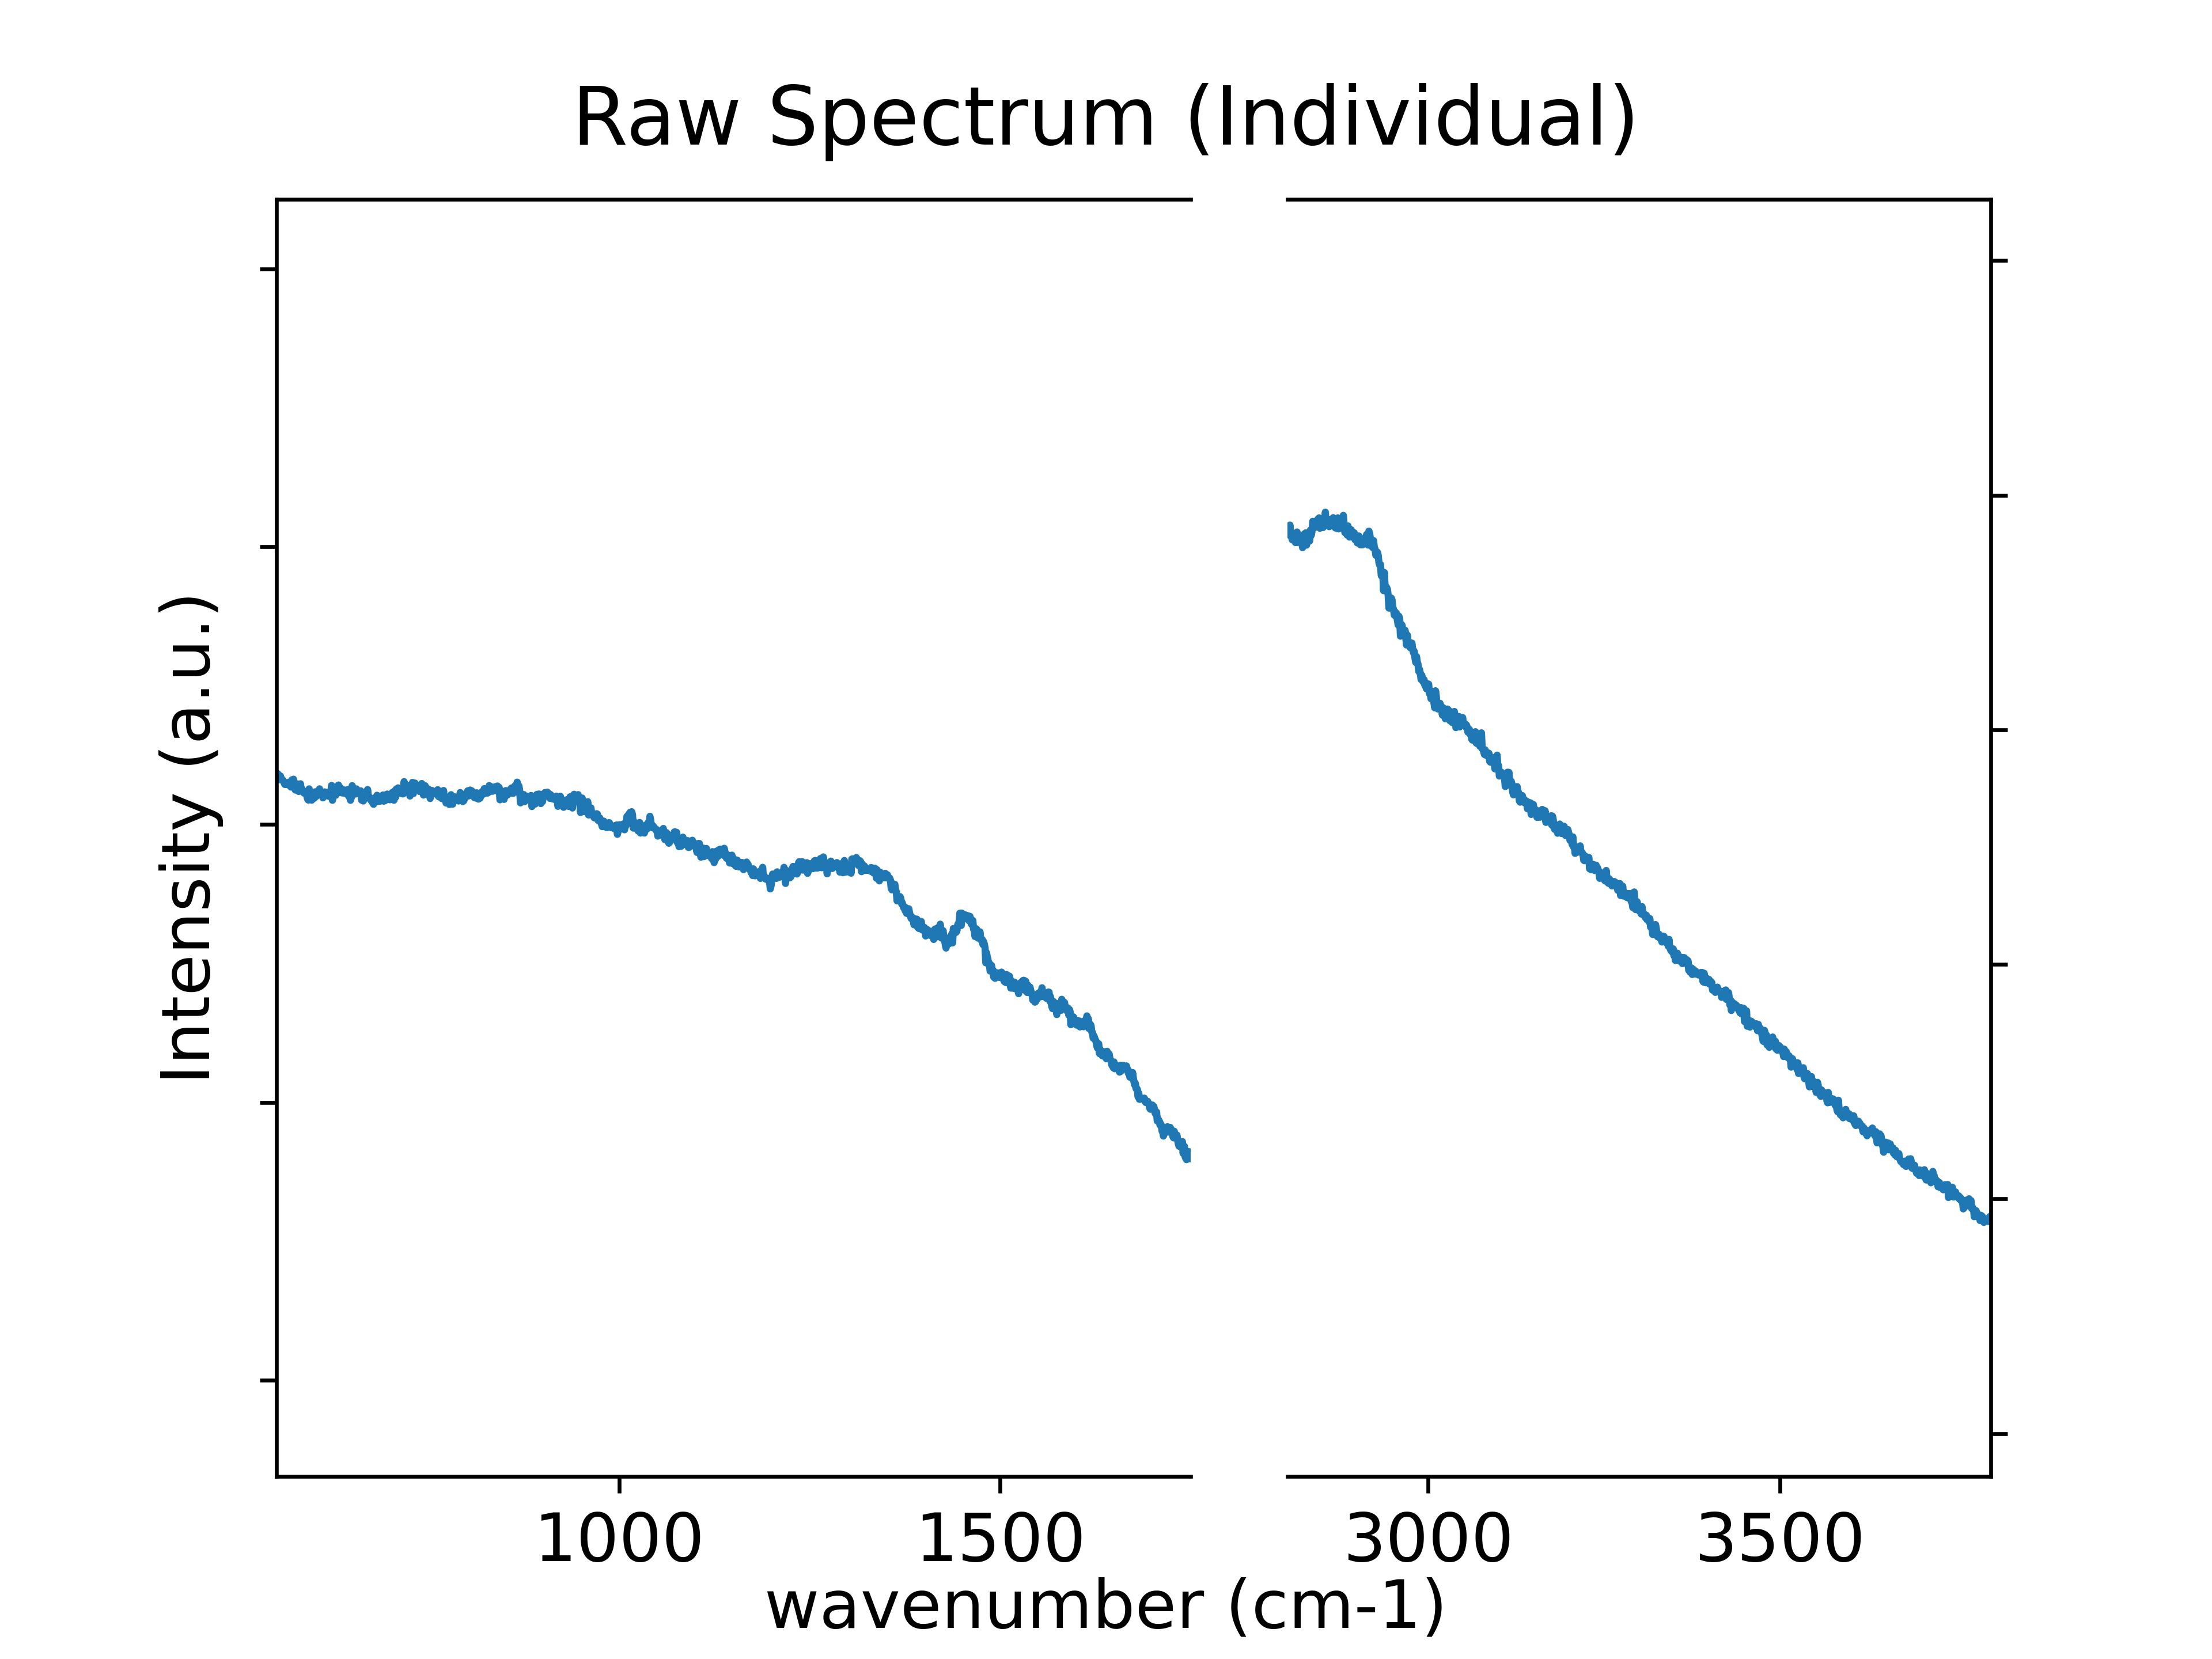 Raw Spectrum (Individual)
Intensity (a.u.)
1000 1500 3000 3500
wavenumber (cm-1)